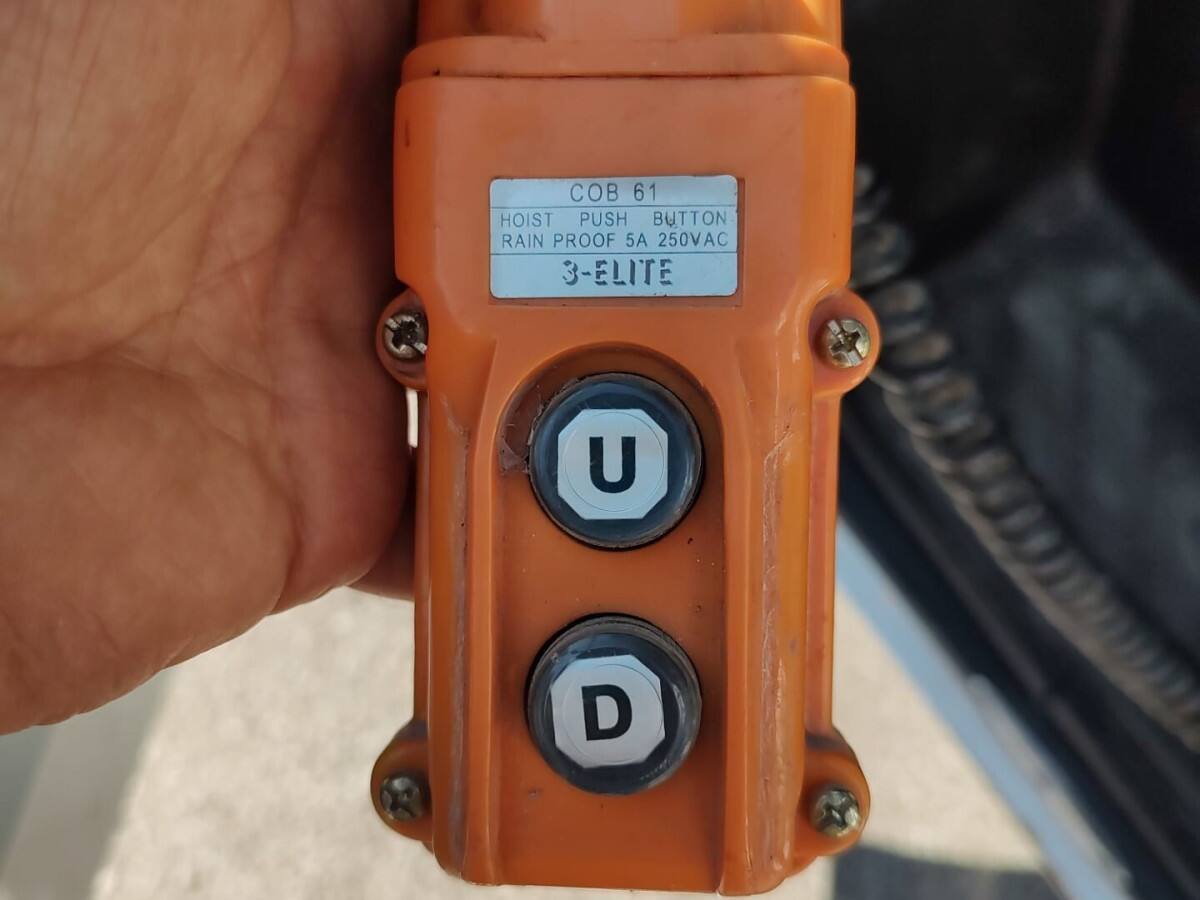 COB 61
HOIST PUSH BUTTON
RAIN PROOF 5A 250VAC
3-ELITE
U
D